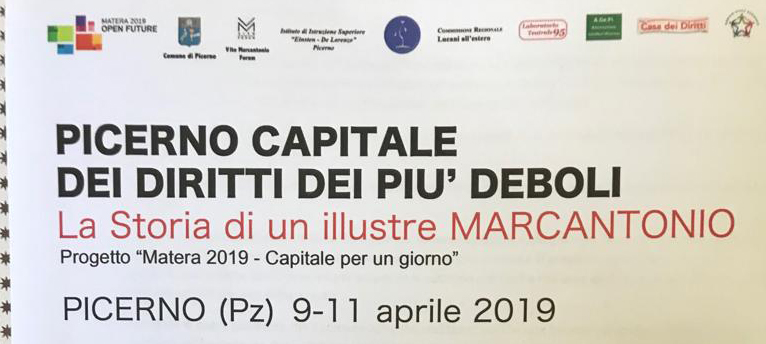 MATERA 2019
OPEN FUTURE
Comune di Picerno
Vito Marcantonio
Forum
Istituto di Istruzione Superiore
"Einstein - De Lorenzo"
Picerno
Commissione Regionale
Lucani all'estero
Laboratorio
Teatrale 95
Casa dei Diritti
PICERNO CAPITALE
DEI DIRITTI DEI PIU' DEBOLI
La Storia di un illustre MARCANTONIO
Progetto "Matera 2019 - Capitale per un giorno"
PICERNO (Pz) 9-11 aprile 2019